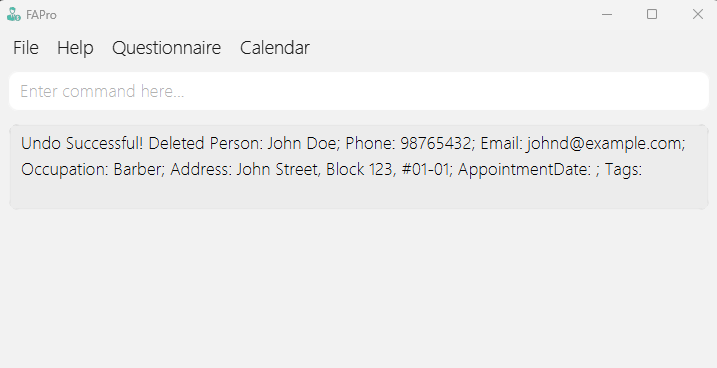 FAPro
File Help Questionnaire Calendar
Enter command here...
Undo Successful! Deleted Person: John Doe; Phone: 98765432; Email: johnd@example.com;
Occupation: Barber; Address: John Street, Block 123, #01-01; AppointmentDate: ; Tags: